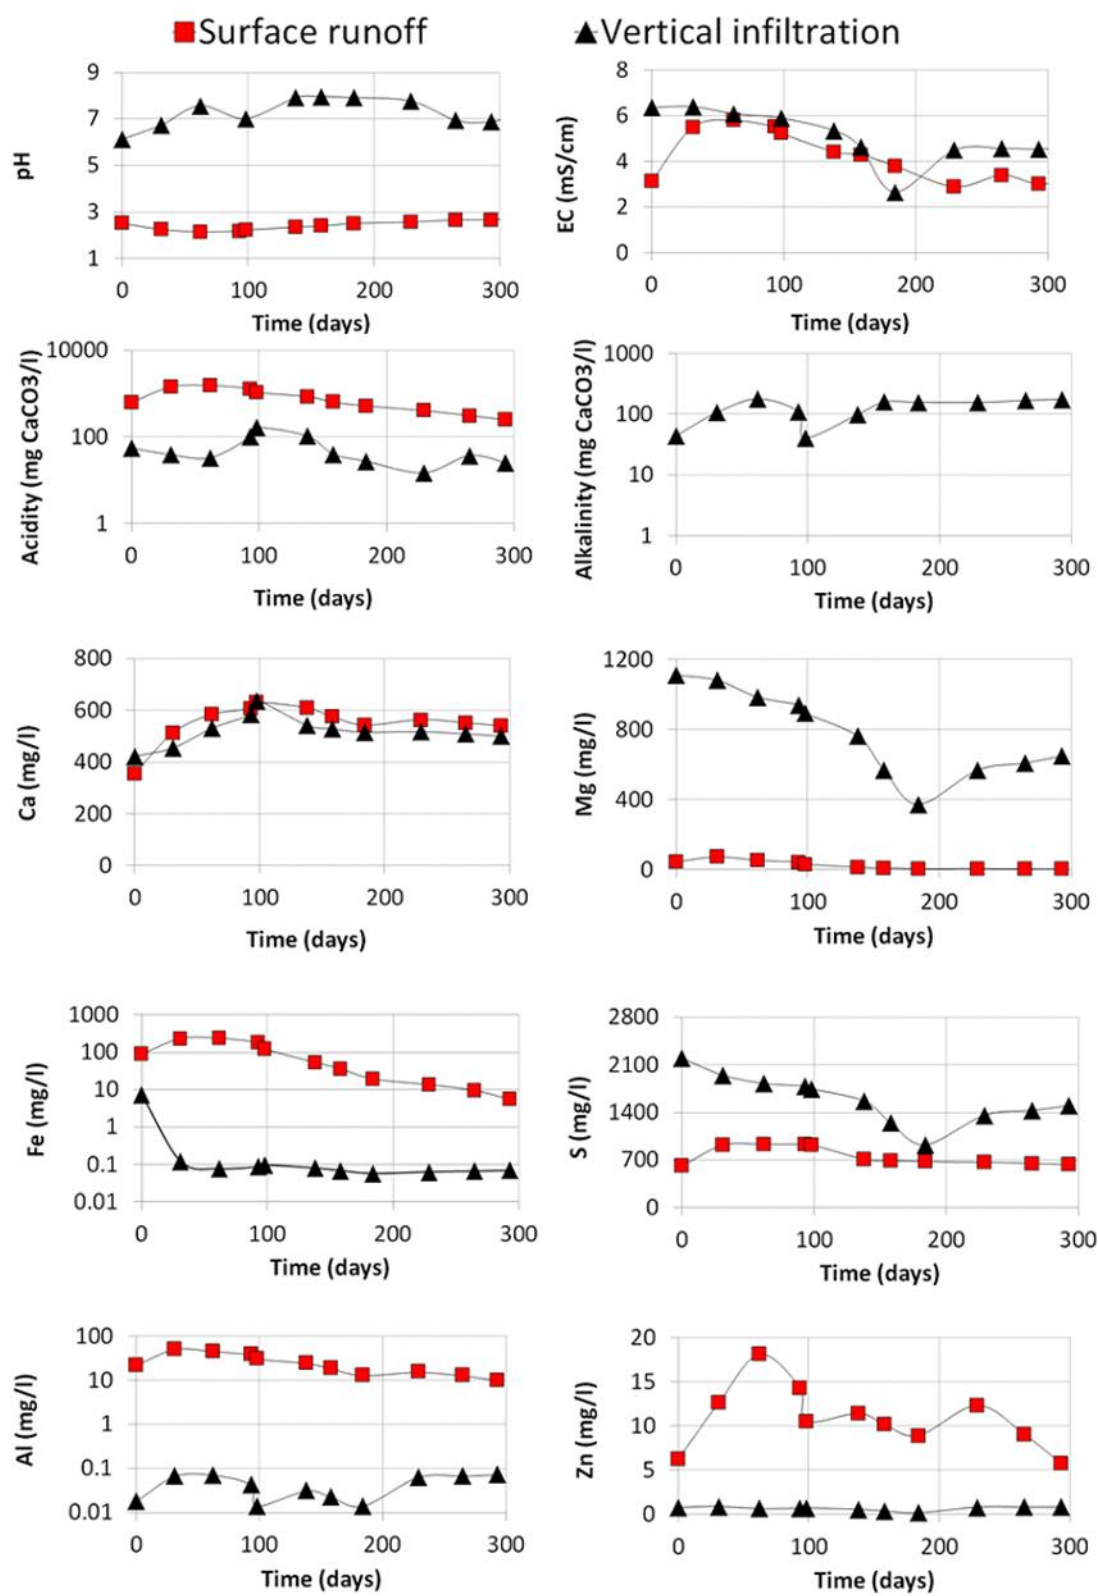 Surface runoff Vertical infiltration
pH
9
7
5
3
1
0 100 200 300
Time (days)
EC (mS/cm)
8
6
4
2
0
0 100 200 300
Time (days)
Acidity (mg CaCO3/l)
10000
100
1
0 100 200 300
Time (days)
Alkalinity (mg CaCO3/l)
1000
100
10
1
0 100 200 300
Time (days)
Ca (mg/l)
800
600
400
200
0
0 100 200 300
Time (days)
Mg (mg/l)
1200
800
400
0
0 100 200 300
Time (days)
Fe (mg/l)
1000
100
10
1
0.1
0.01
0 100 200 300
Time (days)
S (mg/l)
2800
2100
1400
700
0
0 100 200 300
Time (days)
Al (mg/l)
100
10
1
0.1
0.01
0 100 200 300
Time (days)
Zn (mg/l)
20
15
10
5
0
0 100 200 300
Time (days)